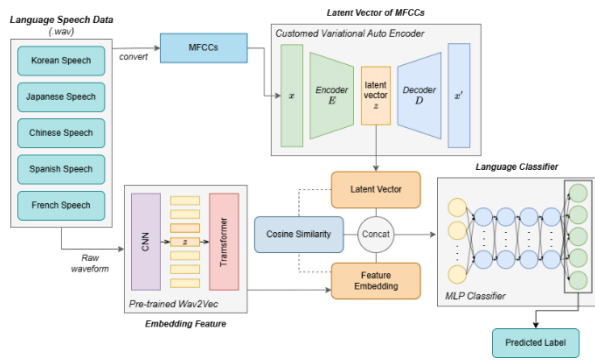 Language Speech Data
(.wav)
Korean Speech
Japanese Speech
Chinese Speech
Spanish Speech
French Speech
convert
MFCCs
Latent Vector of MFCCs
Customed Variational Auto Encoder
x
Encoder
E
latent
vector
z
Decoder
D
x'
Raw
waveform
CNN
z
Transformer
Pre-trained Wav2Vec
Embedding Feature
Latent Vector
Cosine Similarity
Concat
Feature
Embedding
Language Classifier
MLP Classifier
Predicted Label